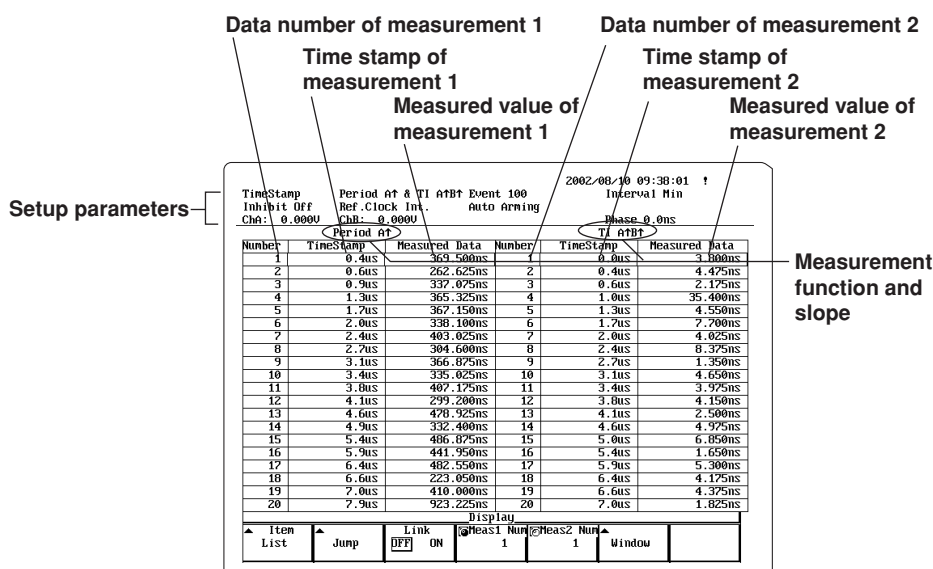 Data number of measurement 1
Data number of measurement 2
Time stamp of
measurement 1
Time stamp of
measurement 2
Measured value of
measurement 1
Measured value of
measurement 2
Setup parameters
2002/08/10 09:38:01 !
TimeStamp Period A↑ & TI A↑B↑ Event 100 Interval Min
Inhibit Off Ref.Clock Int. Auto Arming
ChA: 0.000V ChB: 0.000V Phase 0.0ns
Period A↑ TI A↑B↑
Number TimeStamp Measured Data Number TimeStamp Measured Data
1 0.4us 369.500ns 1 0.0us 3.800ns
2 0.6us 262.625ns 2 0.4us 4.475ns
3 0.9us 337.075ns 3 0.6us 2.175ns
4 1.3us 365.325ns 4 1.0us 35.400ns
5 1.7us 367.150ns 5 1.3us 4.550ns
6 2.0us 338.100ns 6 1.7us 7.700ns
7 2.4us 403.025ns 7 2.0us 4.025ns
8 2.7us 304.600ns 8 2.4us 8.375ns
9 3.1us 366.875ns 9 2.7us 1.350ns
10 3.4us 335.025ns 10 3.1us 4.650ns
11 3.8us 407.175ns 11 3.4us 3.975ns
12 4.1us 299.200ns 12 3.8us 4.150ns
13 4.6us 478.925ns 13 4.1us 2.500ns
14 4.9us 332.400ns 14 4.6us 4.975ns
15 5.4us 486.875ns 15 5.0us 6.850ns
16 5.9us 441.950ns 16 5.4us 1.650ns
17 6.4us 482.550ns 17 5.9us 5.300ns
18 6.6us 223.050ns 18 6.4us 4.175ns
19 7.0us 410.000ns 19 6.6us 4.375ns
20 7.9us 923.225ns 20 7.0us 1.825ns
Measurement
function and
slope
Display
Item Link Meas1 Num Meas2 Num
List Jump OFF ON 1 1 Window